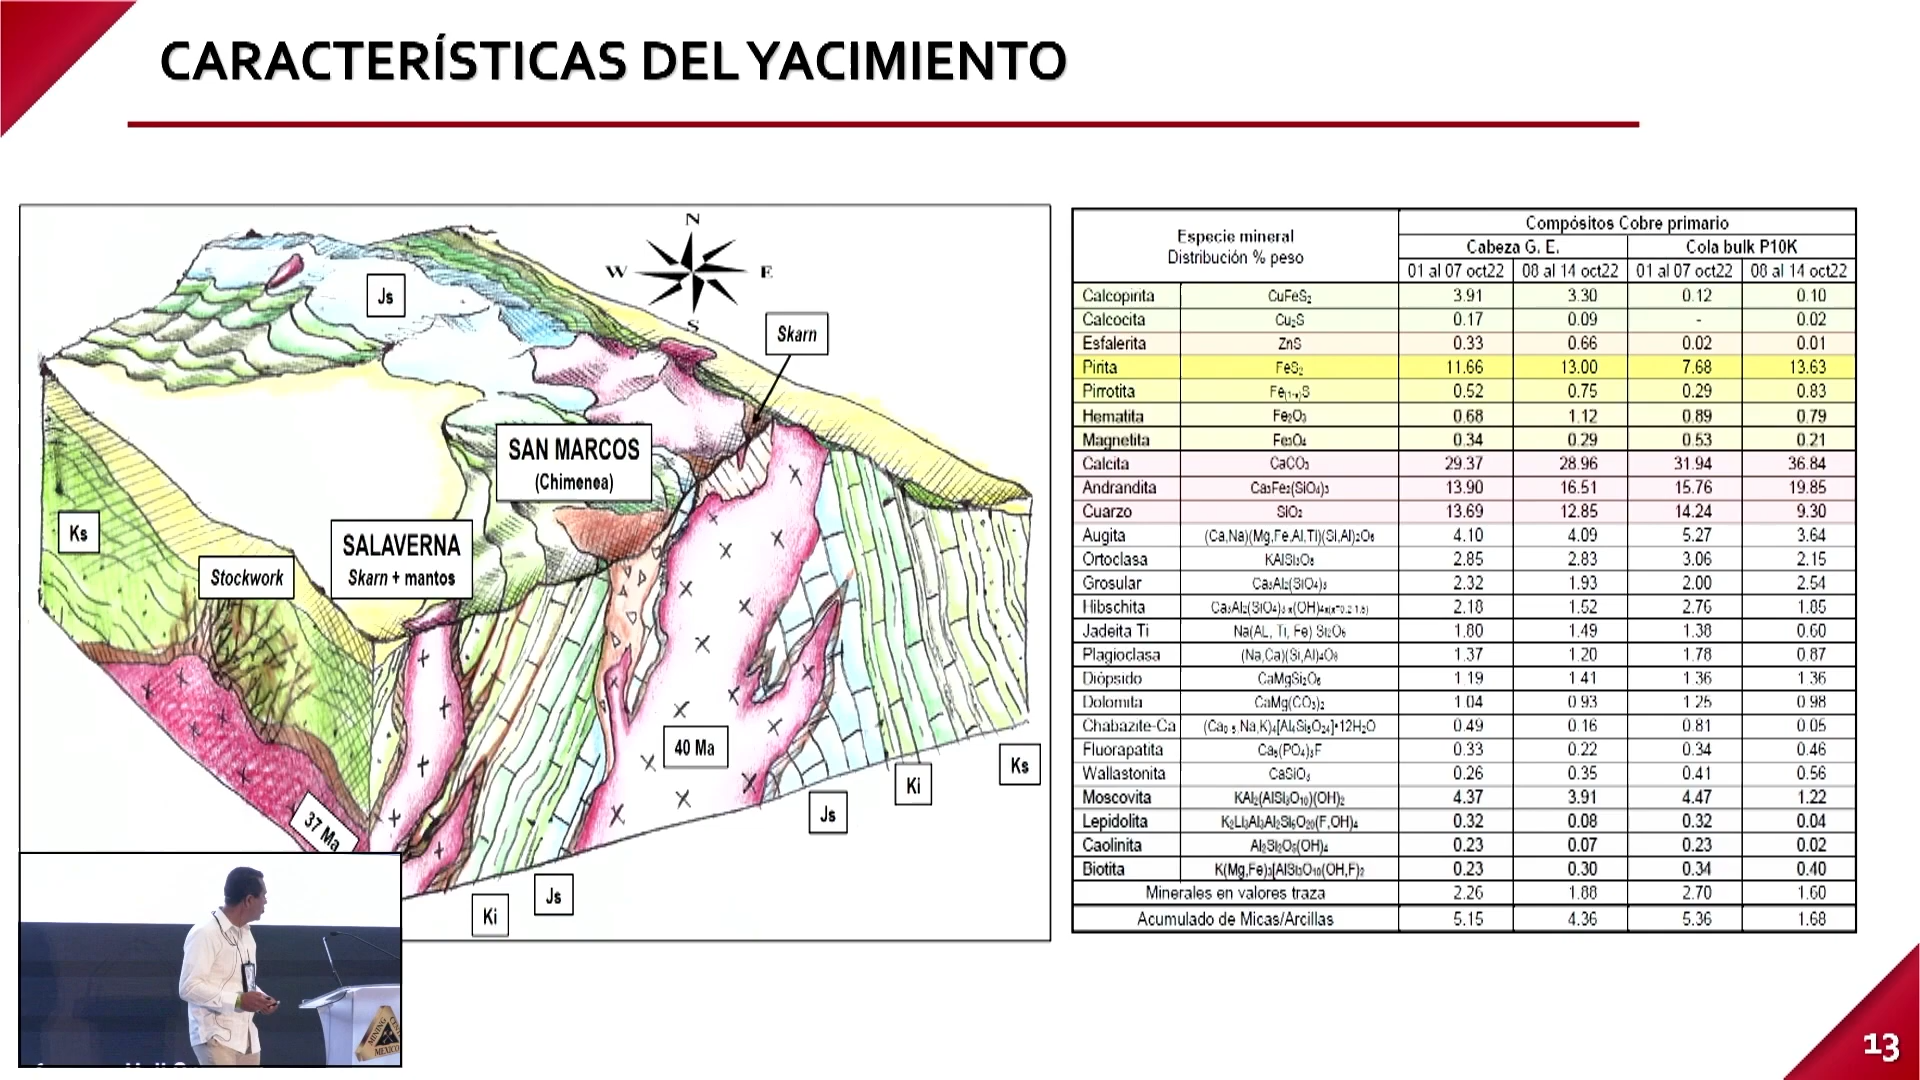 CARACTERÍSTICAS DEL YACIMIENTO
N
W E
S
Js
Skarn
SAN MARCOS
(Chimenea)
Ks
SALAVERNA
Skarn + mantos
Stockwork
40 Ma
37 Ma
Ks
Ki
Js
Js
Ki
Especie mineral
Distribución % peso
Compósitos Cobre primario
Cabeza G. E. Cola bulk P10K
01 al 07 oct22 08 al 14 oct22 01 al 07 oct22 08 al 14 oct22
Calcopirita CuFeS₂ 3.91 3.30 0.12 0.10
Calcocita Cu₂S 0.17 0.09 - 0.02
Esfalerita ZnS 0.33 0.66 0.02 0.01
Pirita FeS₂ 11.66 13.00 7.68 13.63
Pirrotita Fe₍₁₋ₓ₎S 0.52 0.75 0.29 0.83
Hematita Fe₂O₃ 0.68 1.12 0.89 0.79
Magnetita Fe₃O₄ 0.34 0.29 0.53 0.21
Calcita CaCO₃ 29.37 28.96 31.94 36.84
Andrandita Ca₃Fe₂(SiO₄)₃ 13.90 16.51 15.76 19.85
Cuarzo SiO₂ 13.69 12.85 14.24 9.30
Augita (Ca,Na)(Mg,Fe,Al,Ti)(Si,Al)₂O₆ 4.10 4.09 5.27 3.64
Ortoclasa KAlSi₃O₈ 2.85 2.83 3.06 2.15
Grosular Ca₃Al₂(SiO₄)₃ 2.32 1.93 2.00 2.54
Hibschita 2.18 1.52 2.76 1.85
Jadeita Ti Na(AL, Ti, Fe) Si₂O₆ 1.80 1.49 1.38 0.60
Plagioclasa (Na,Ca)(Si,Al)₄O₈ 1.37 1.20 1.78 0.87
Diópsido CaMgSi₂O₆ 1.19 1.41 1.36 1.36
Dolomita CaMg(CO₃)₂ 1.04 0.93 1.25 0.98
Chabazite-Ca (Ca₀.₅,Na,K)₄[Al₄Si₈O₂₄]•12H₂O 0.49 0.16 0.81 0.05
Fluorapatita Ca₅(PO₄)₃F 0.33 0.22 0.34 0.46
Wallastonita CaSiO₃ 0.26 0.35 0.41 0.56
Moscovita KAl₂(AlSi₃O₁₀)(OH)₂ 4.37 3.91 4.47 1.22
Lepidolita K₂Li₃Al₃Al₂Si₆O₂₀(F,OH)₄ 0.32 0.08 0.32 0.04
Caolinita Al₂Si₂O₅(OH)₄ 0.23 0.07 0.23 0.02
Biotita K(Mg,Fe)₃[AlSi₃O₁₀(OH,F)₂ 0.23 0.30 0.34 0.40
Minerales en valores traza 2.26 1.88 2.70 1.60
Acumulado de Micas/Arcillas 5.15 4.36 5.36 1.68
MINING
MEXICO
13